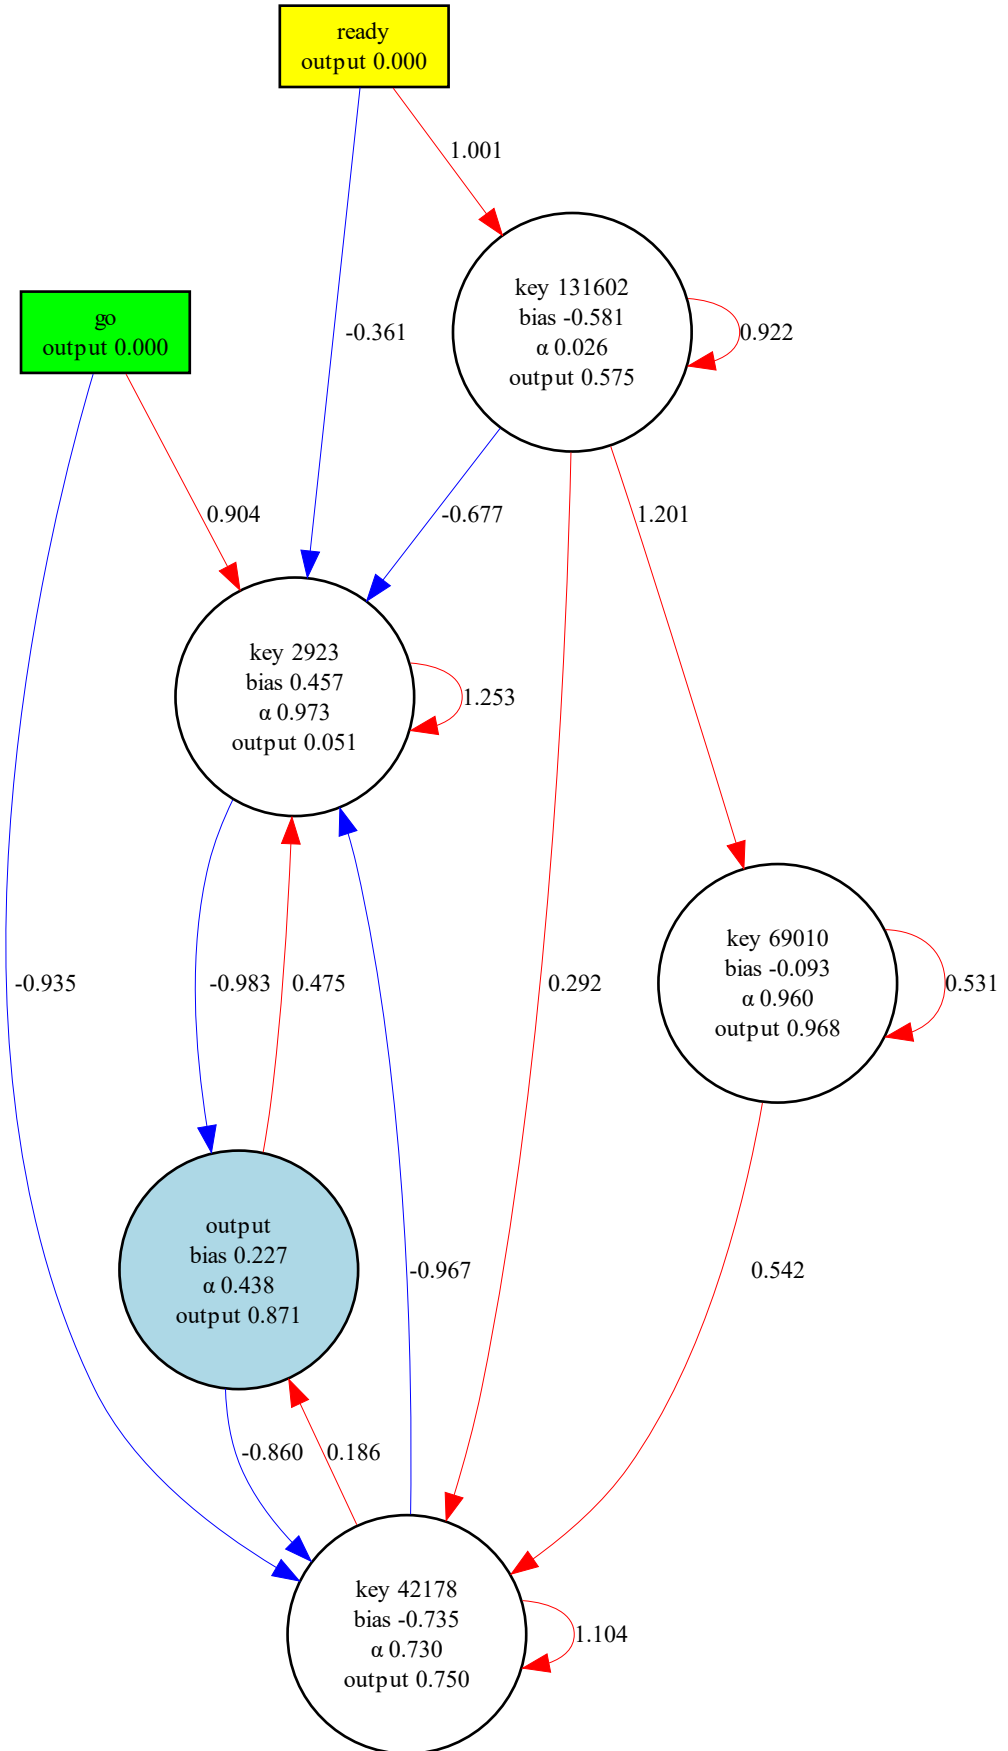 ready
output 0.000
1.001
key 131602
bias -0.581
α 0.026
output 0.575
0.922
go
output 0.000
-0.361
0.904
-0.677
1.201
key 2923
bias 0.457
α 0.973
output 0.051
1.253
key 69010
bias -0.093
α 0.960
output 0.968
0.531
-0.935
-0.983
0.475
0.292
output
bias 0.227
α 0.438
output 0.871
-0.967
0.542
-0.860
0.186
key 42178
bias -0.735
α 0.730
output 0.750
1.104